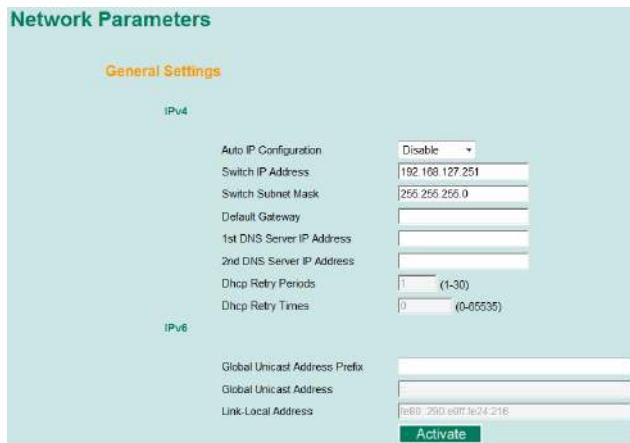 Network Parameters
General Settings
IPv4
Auto IP Configuration Disable
Switch IP Address 192.168.127.251
Switch Subnet Mask 255.255.255.0
Default Gateway
1st DNS Server IP Address
2nd DNS Server IP Address
Dhcp Retry Periods 1 (1-30)
Dhcp Retry Times 0 (0-65535)
IPv6
Global Unicast Address Prefix
Global Unicast Address
Link-Local Address
Activate